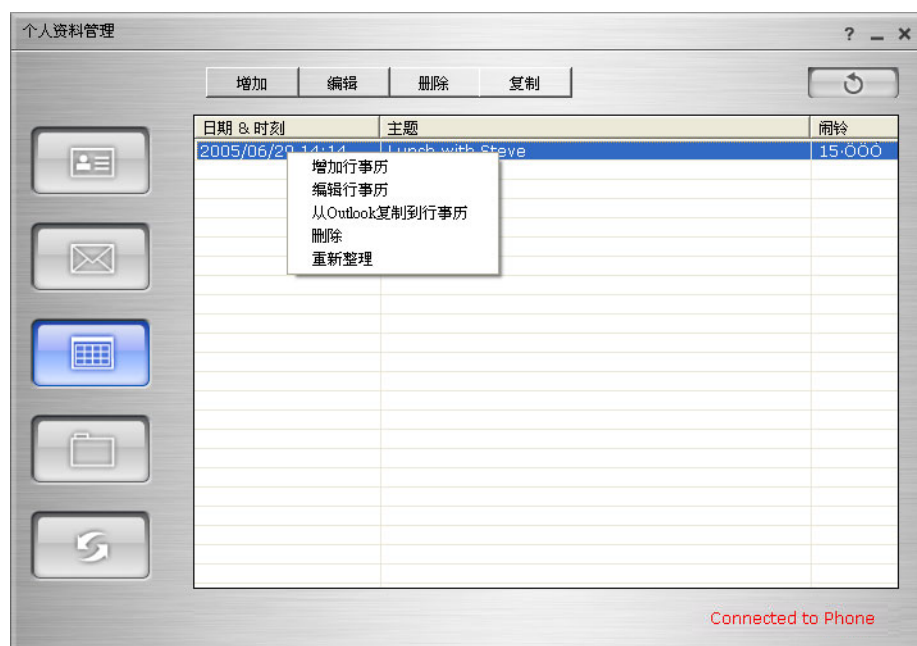 个人资料管理
? _ ×
增加 编辑 删除 复制
日期 & 时刻 主题 闹铃
2005/06/29 14:14 Lunch with Steve 15·ÖÖÓ
增加行事历
编辑行事历
从Outlook复制到行事历
删除
重新整理
Connected to Phone